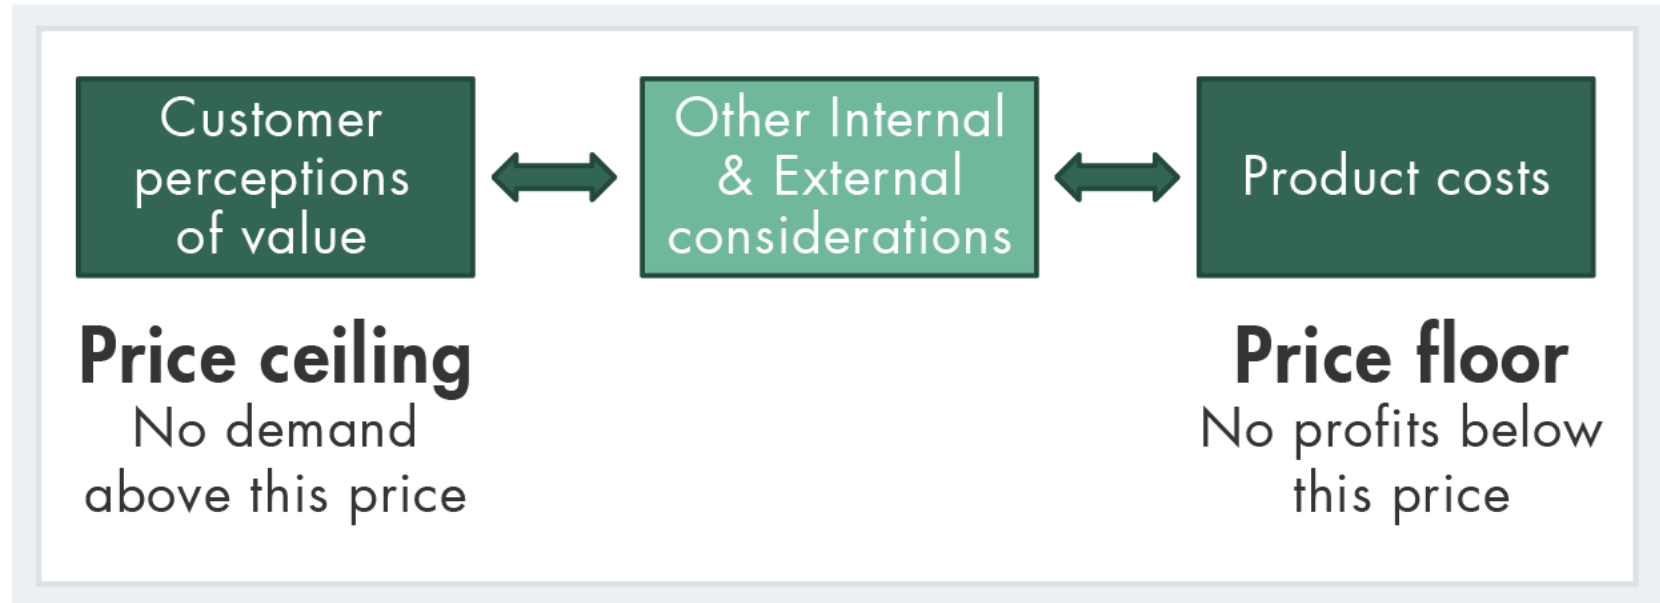 Customer
perceptions
of value
Other Internal
& External
considerations
Product costs
Price ceiling
No demand
above this price
Price floor
No profits below
this price